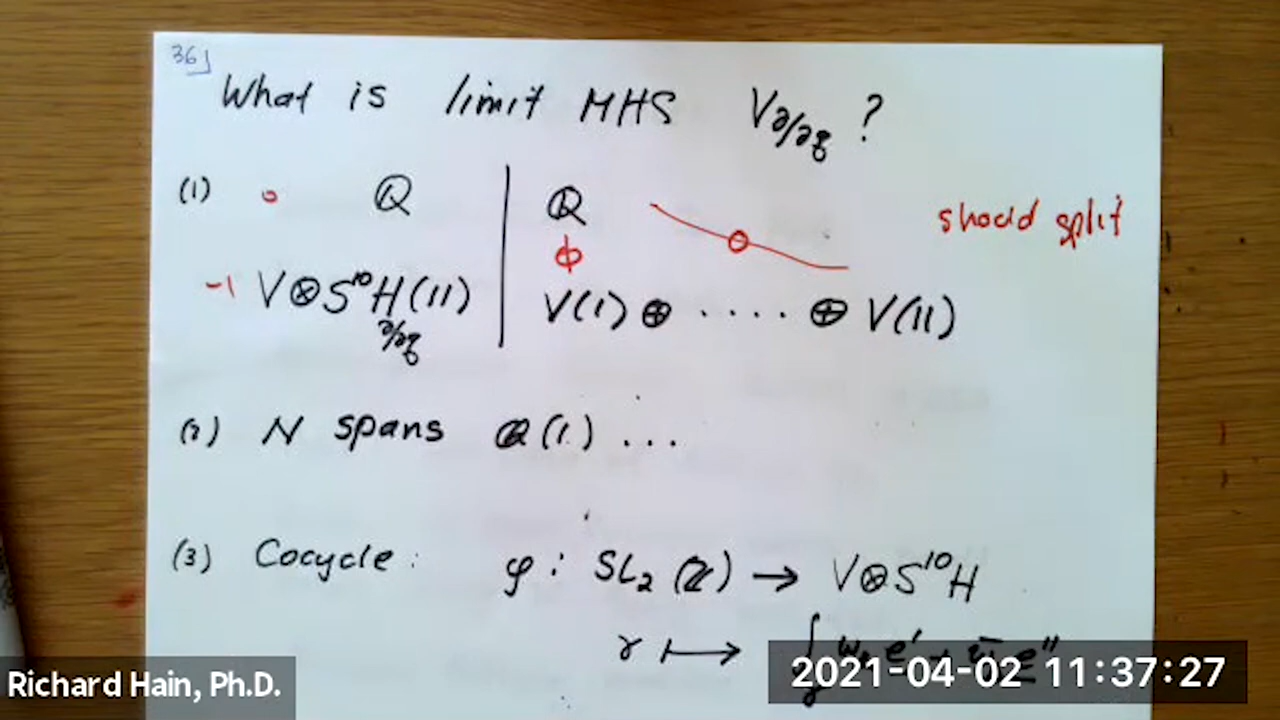 36
What is limit MHS V∂/∂q ?
(1) 0 Q | Q should split
φ
-1 V⊗S¹⁰H(11) | V(1) ⊕ .... ⊕ V(11)
∂/∂q
(2) N spans Q(1) ...
(3) Cocycle: φ : SL₂(Z) → V⊗S¹⁰H
γ ↦ ∫
2021-04-02 11:37:27
Richard Hain, Ph.D.